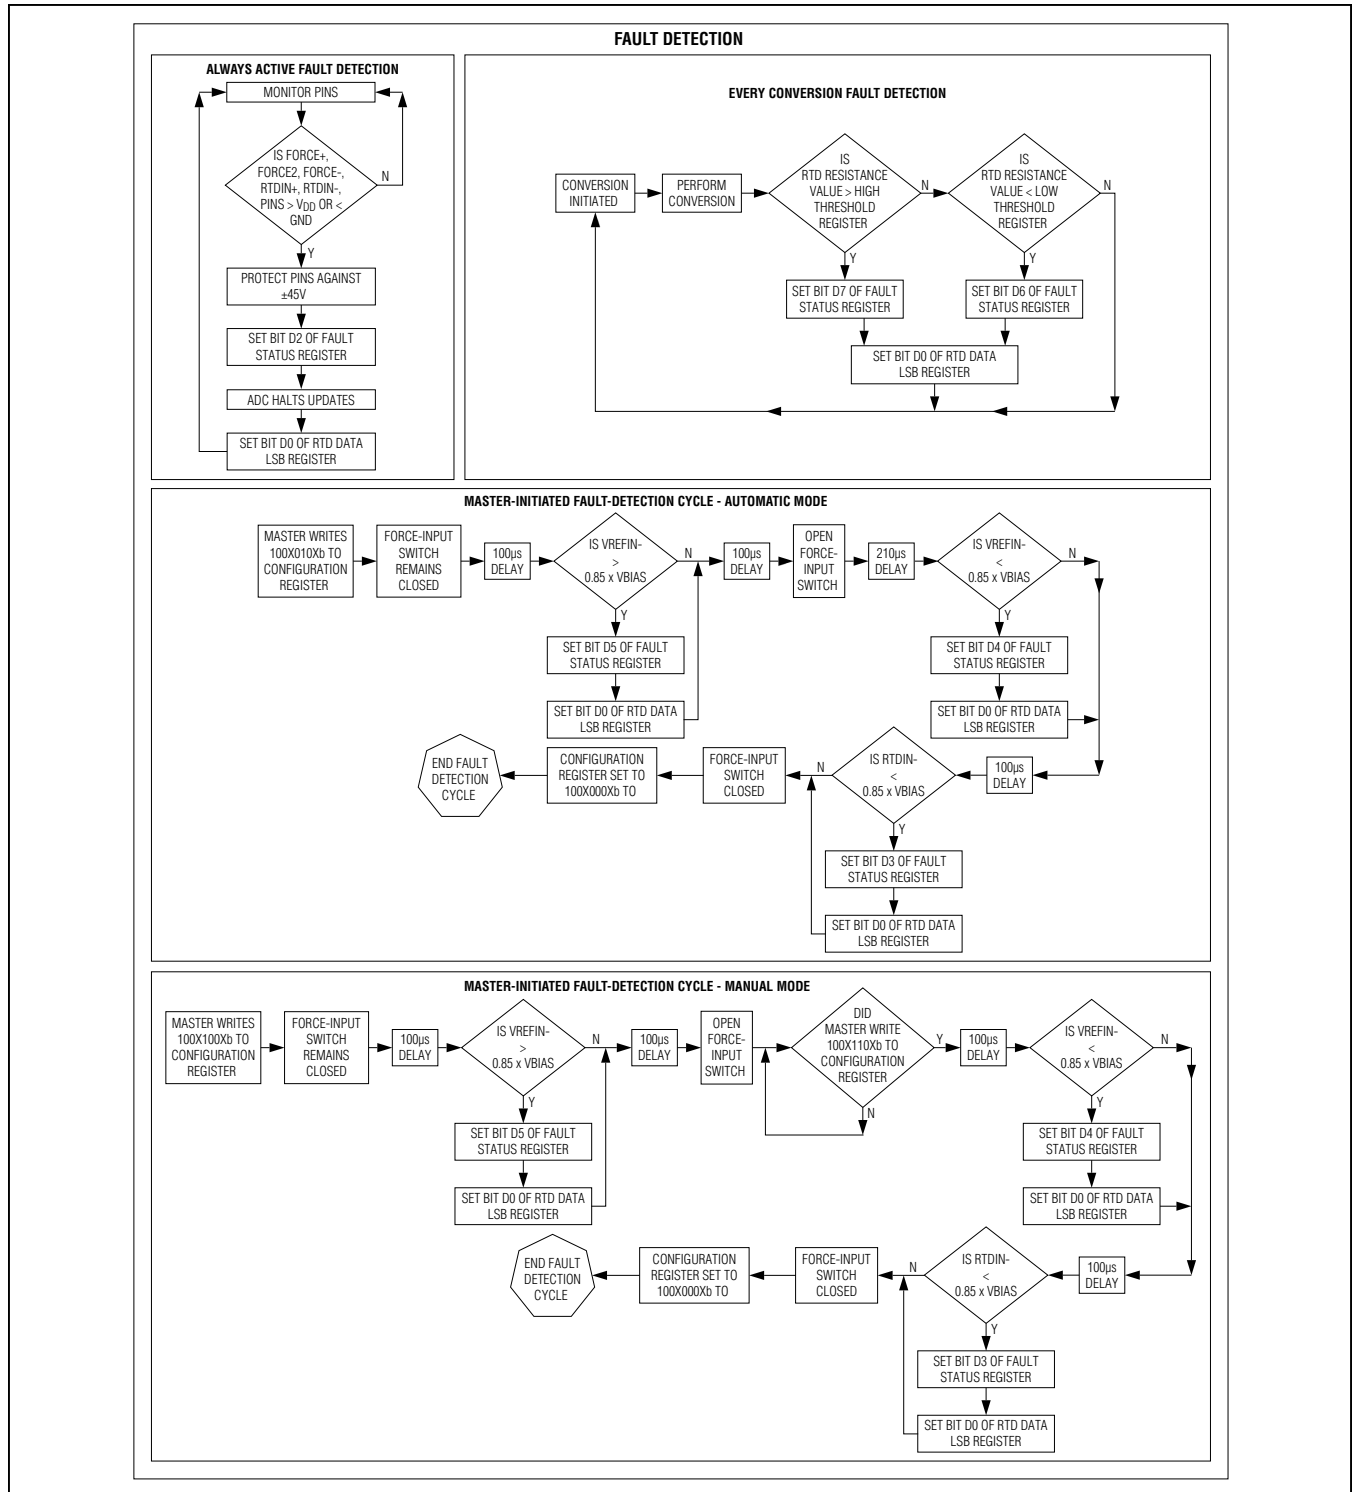 FAULT DETECTION
ALWAYS ACTIVE FAULT DETECTION
MONITOR PINS
IS FORCE+,
FORCE2, FORCE-,
RTDIN+, RTDIN-,
PINS > VDD OR <
GND
N
Y
PROTECT PINS AGAINST
±45V
SET BIT D2 OF FAULT
STATUS REGISTER
ADC HALTS UPDATES
SET BIT D0 OF RTD DATA
LSB REGISTER
EVERY CONVERSION FAULT DETECTION
CONVERSION
INITIATED
PERFORM
CONVERSION
IS
RTD RESISTANCE
VALUE > HIGH
THRESHOLD
REGISTER
N
Y
IS
RTD RESISTANCE
VALUE < LOW
THRESHOLD
REGISTER
N
Y
SET BIT D7 OF FAULT
STATUS REGISTER
SET BIT D6 OF FAULT
STATUS REGISTER
SET BIT D0 OF RTD DATA
LSB REGISTER
MASTER-INITIATED FAULT-DETECTION CYCLE - AUTOMATIC MODE
MASTER WRITES
100X010Xb TO
CONFIGURATION
REGISTER
FORCE-INPUT
SWITCH
REMAINS
CLOSED
100µs
DELAY
IS VREFIN-
>
0.85 x VBIAS
N
Y
SET BIT D5 OF FAULT
STATUS REGISTER
SET BIT D0 OF RTD DATA
LSB REGISTER
100µs
DELAY
OPEN
FORCE-
INPUT
SWITCH
210µs
DELAY
IS VREFIN-
<
0.85 x VBIAS
N
Y
SET BIT D4 OF FAULT
STATUS REGISTER
SET BIT D0 OF RTD DATA
LSB REGISTER
100µs
DELAY
IS RTDIN-
<
0.85 x VBIAS
N
Y
SET BIT D3 OF FAULT
STATUS REGISTER
SET BIT D0 OF RTD DATA
LSB REGISTER
FORCE-INPUT
SWITCH
CLOSED
CONFIGURATION
REGISTER SET TO
100X000Xb TO
END FAULT
DETECTION
CYCLE
MASTER-INITIATED FAULT-DETECTION CYCLE - MANUAL MODE
MASTER WRITES
100X100Xb TO
CONFIGURATION
REGISTER
FORCE-INPUT
SWITCH
REMAINS
CLOSED
100µs
DELAY
IS VREFIN-
>
0.85 x VBIAS
N
Y
SET BIT D5 OF FAULT
STATUS REGISTER
SET BIT D0 OF RTD DATA
LSB REGISTER
100µs
DELAY
OPEN
FORCE-
INPUT
SWITCH
DID
MASTER WRITE
100X110Xb TO
CONFIGURATION
REGISTER
Y
N
100µs
DELAY
IS VREFIN-
<
0.85 x VBIAS
N
Y
SET BIT D4 OF FAULT
STATUS REGISTER
SET BIT D0 OF RTD DATA
LSB REGISTER
100µs
DELAY
IS RTDIN-
<
0.85 x VBIAS
N
Y
SET BIT D3 OF FAULT
STATUS REGISTER
SET BIT D0 OF RTD DATA
LSB REGISTER
FORCE-INPUT
SWITCH
CLOSED
CONFIGURATION
REGISTER SET TO
100X000Xb TO
END FAULT
DETECTION
CYCLE